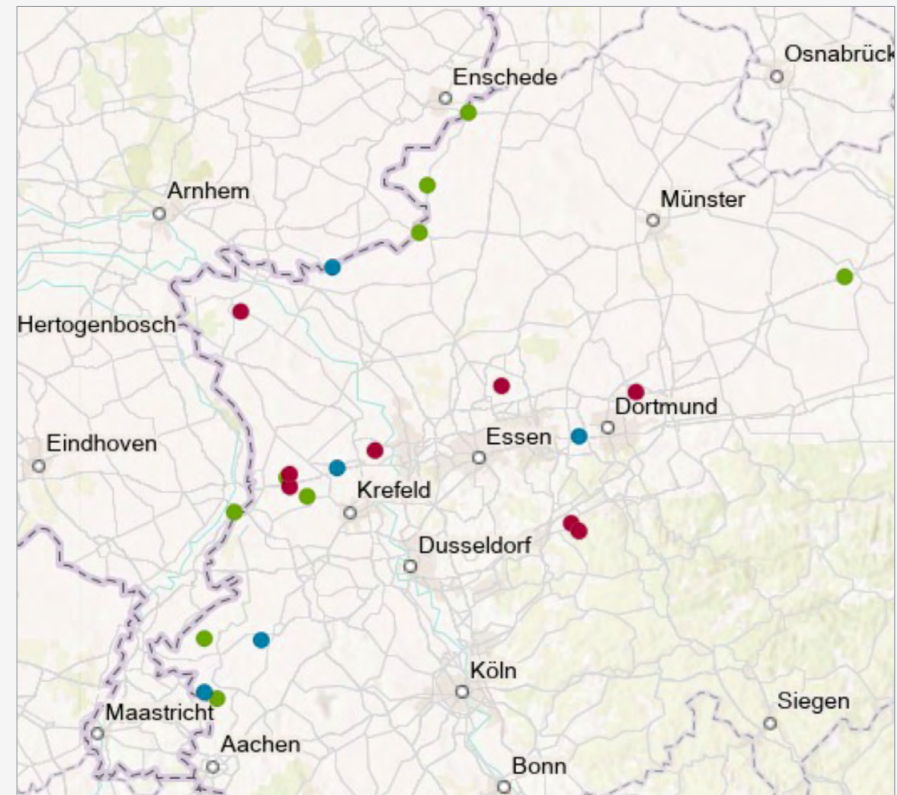 Osnabrück
Enschede
Arnhem
Münster
Hertogenbosch
Dortmund
Essen
Eindhoven
Krefeld
Dusseldorf
Köln
Siegen
Maastricht
Aachen
Bonn